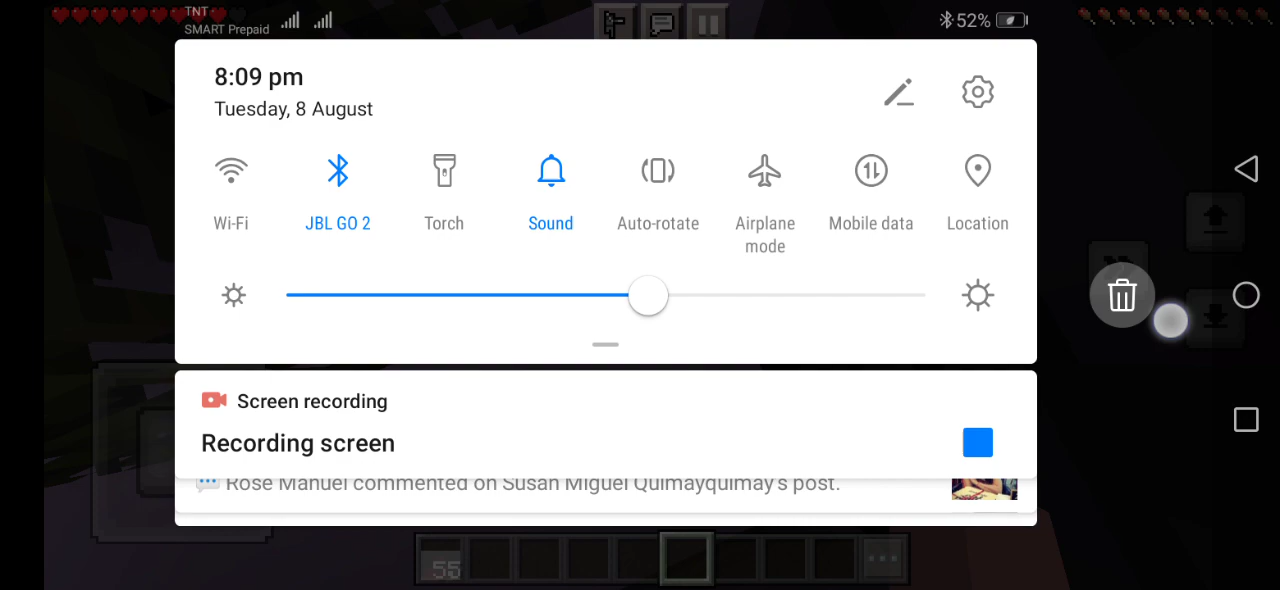 TNT
SMART Prepaid
52%
8:09 pm
Tuesday, 8 August
Wi-Fi
JBL GO 2
Torch
Sound
Auto-rotate
Airplane
mode
Mobile data
Location
Screen recording
Recording screen
Rose Manuel commented on Susan Miguel Quimayquimay's post.
55